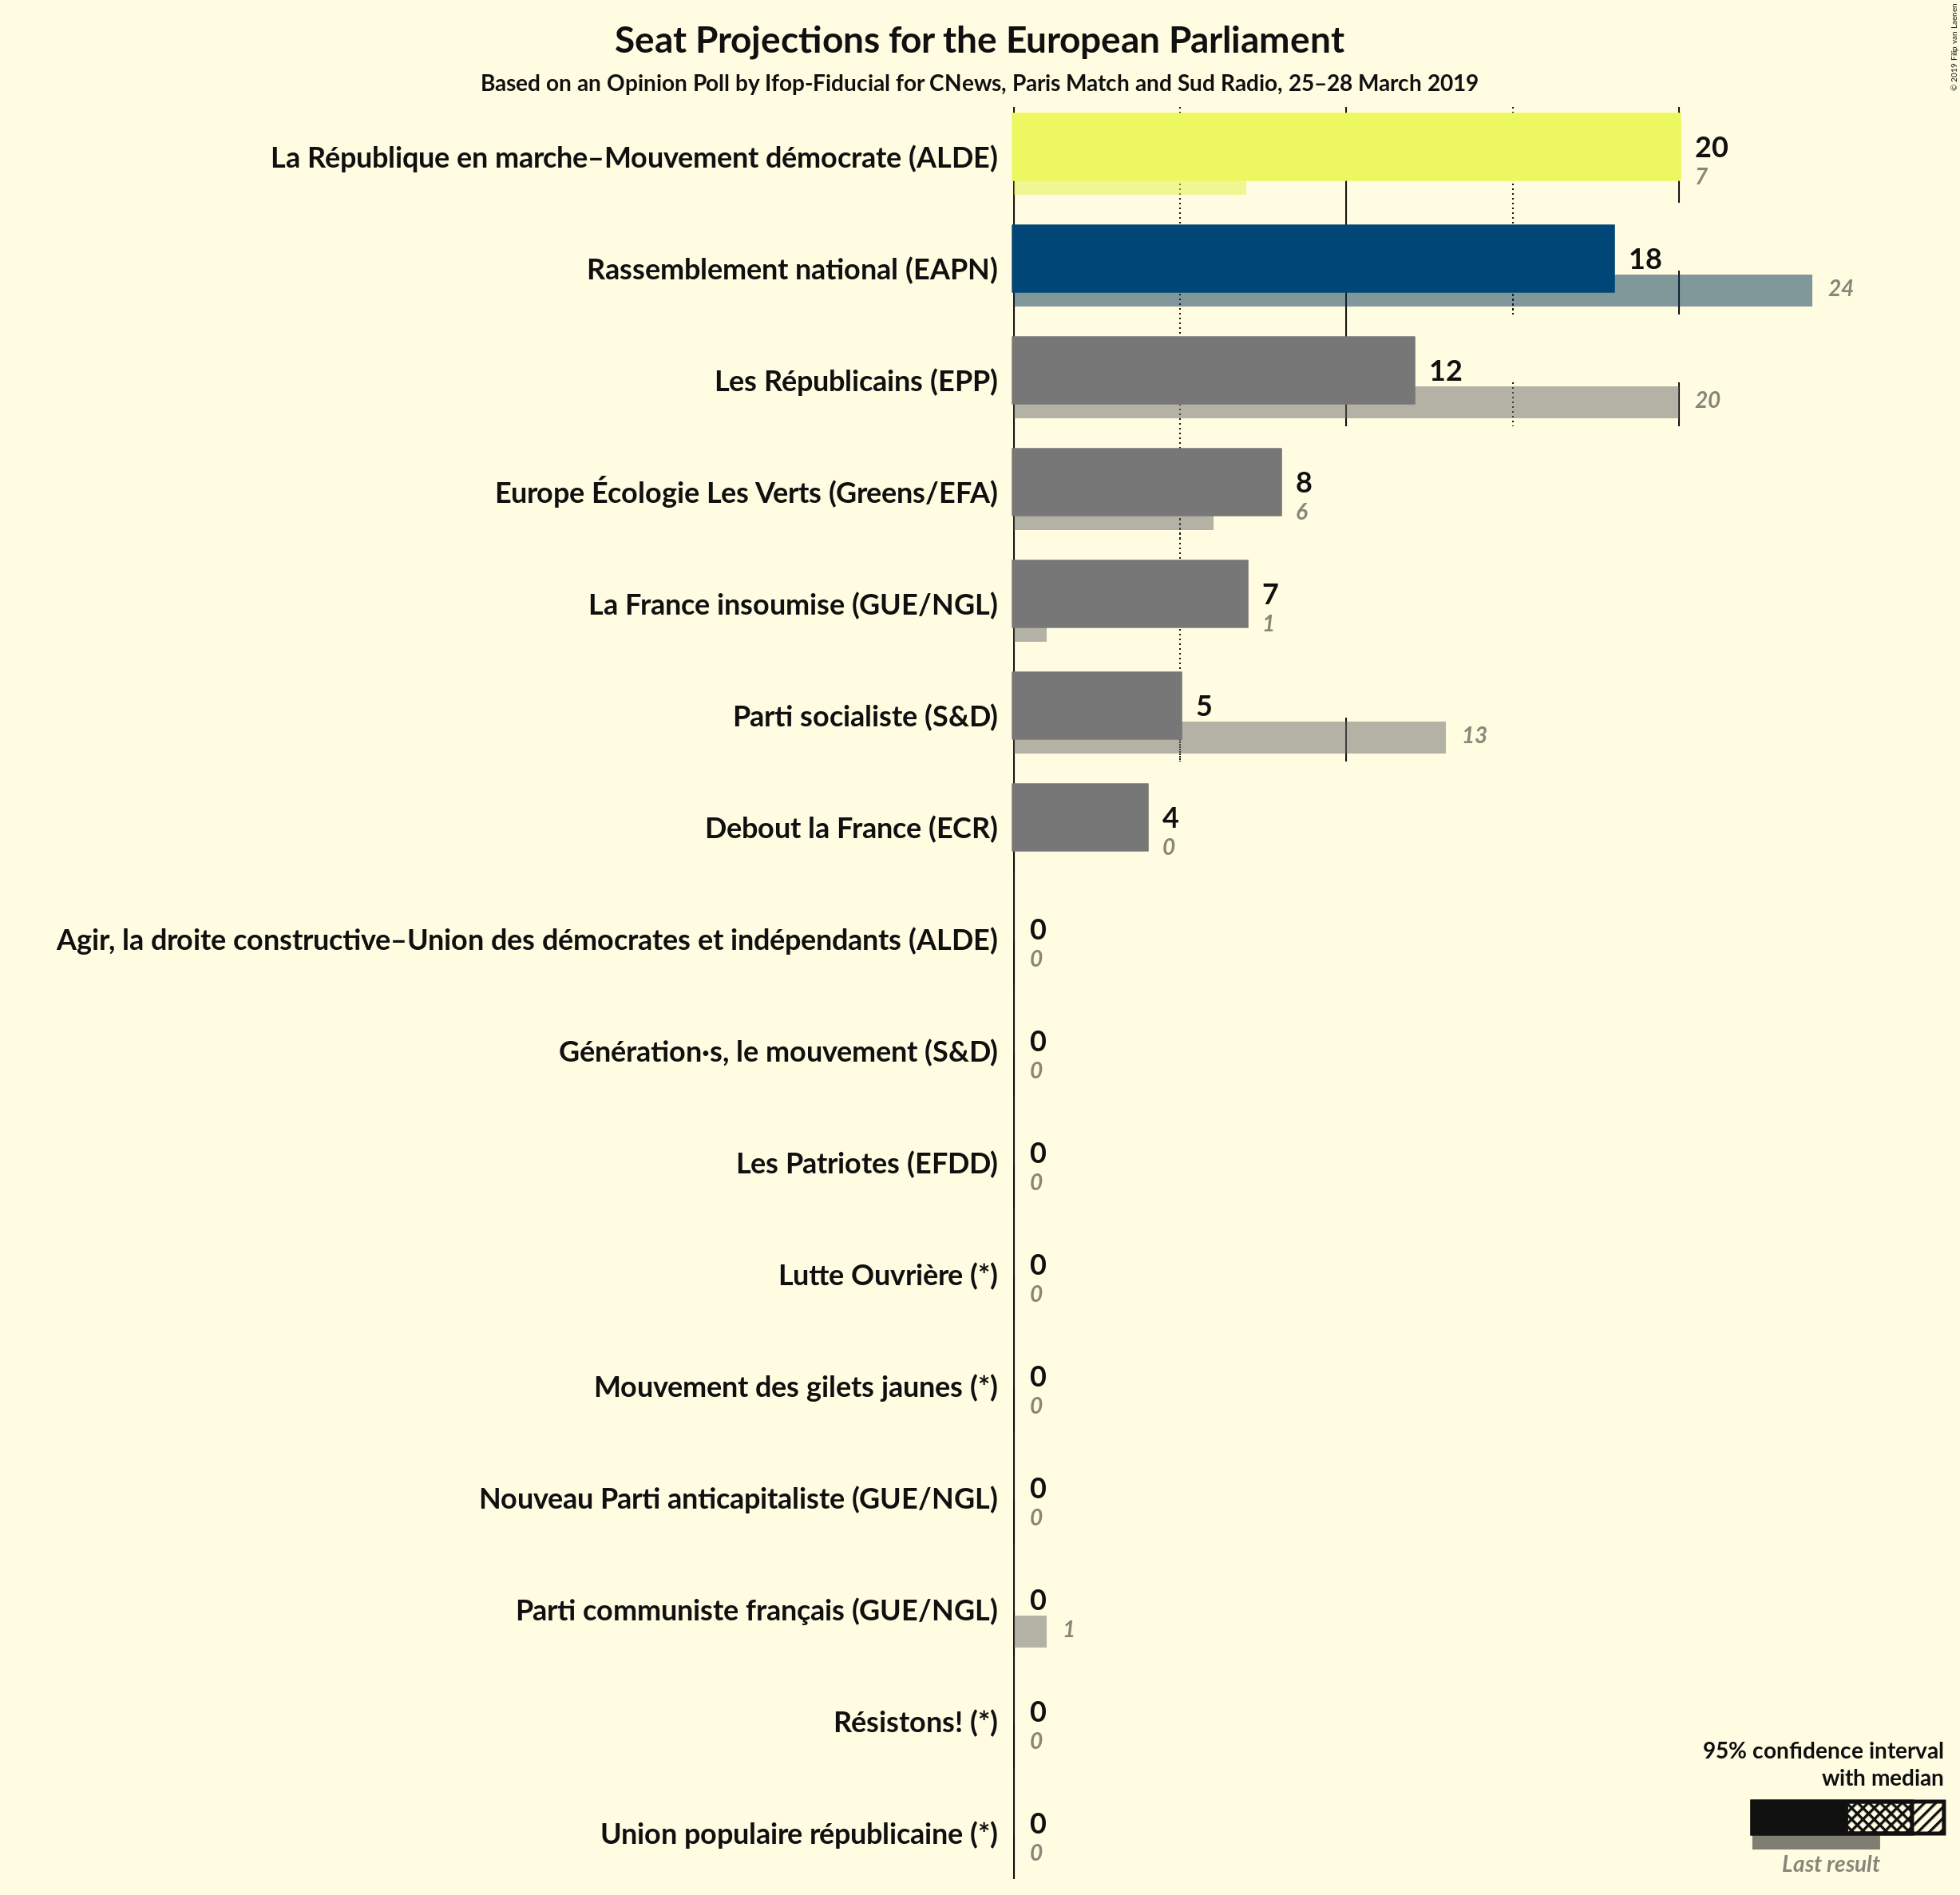 Seat Projections for the European Parliament
Based on an Opinion Poll by Ifop-Fiducial for CNews, Paris Match and Sud Radio, 25–28 March 2019
© 2019 Filip van Laenen
La République en marche–Mouvement démocrate (ALDE)
20
7
Rassemblement national (EAPN)
18
24
Les Républicains (EPP)
12
20
Europe Écologie Les Verts (Greens/EFA)
8
6
La France insoumise (GUE/NGL)
7
1
Parti socialiste (S&D)
5
13
Debout la France (ECR)
4
0
Agir, la droite constructive–Union des démocrates et indépendants (ALDE)
0
0
Génération·s, le mouvement (S&D)
0
0
Les Patriotes (EFDD)
0
0
Lutte Ouvrière (*)
0
0
Mouvement des gilets jaunes (*)
0
0
Nouveau Parti anticapitaliste (GUE/NGL)
0
0
Parti communiste français (GUE/NGL)
0
1
Résistons! (*)
0
0
Union populaire républicaine (*)
0
0
95% confidence interval
with median
Last result